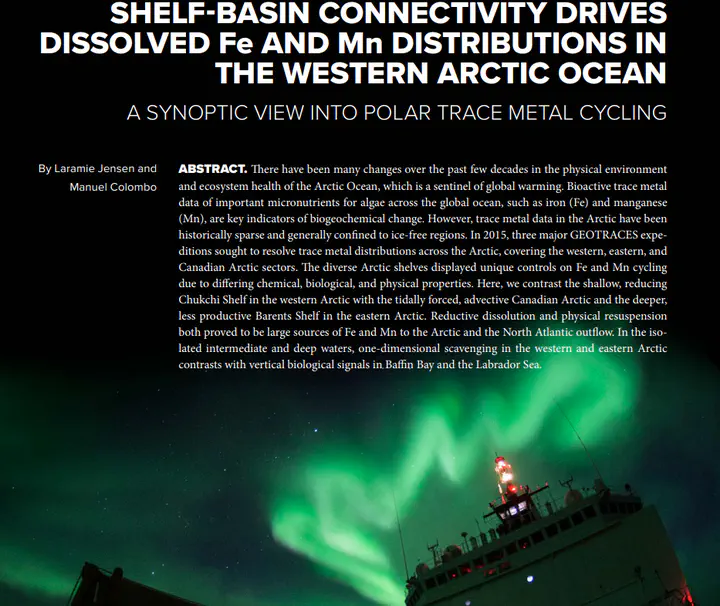 SHELF-BASIN CONNECTIVITY DRIVES
DISSOLVED Fe AND Mn DISTRIBUTIONS IN
THE WESTERN ARCTIC OCEAN
A SYNOPTIC VIEW INTO POLAR TRACE METAL CYCLING
By Laramie Jensen and
Manuel Colombo
ABSTRACT. There have been many changes over the past few decades in the physical environment
and ecosystem health of the Arctic Ocean, which is a sentinel of global warming. Bioactive trace metal
data of important micronutrients for algae across the global ocean, such as iron (Fe) and manganese
(Mn), are key indicators of biogeochemical change. However, trace metal data in the Arctic have been
historically sparse and generally confined to ice-free regions. In 2015, three major GEOTRACES expe-
ditions sought to resolve trace metal distributions across the Arctic, covering the western, eastern, and
Canadian Arctic sectors. The diverse Arctic shelves displayed unique controls on Fe and Mn cycling
due to differing chemical, biological, and physical properties. Here, we contrast the shallow, reducing
Chukchi Shelf in the western Arctic with the tidally forced, advective Canadian Arctic and the deeper,
less productive Barents Shelf in the eastern Arctic. Reductive dissolution and physical resuspension
both proved to be large sources of Fe and Mn to the Arctic and the North Atlantic outflow. In the iso-
lated intermediate and deep waters, one-dimensional scavenging in the western and eastern Arctic
contrasts with vertical biological signals in Baffin Bay and the Labrador Sea.